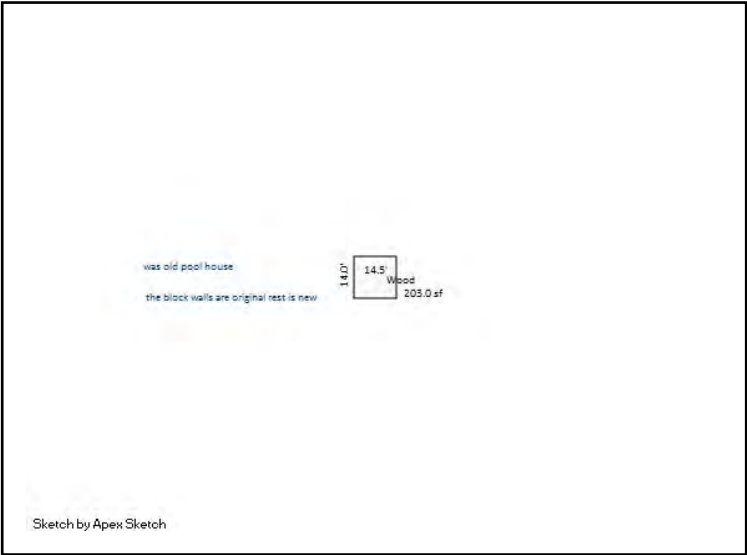 was old pool house
14.0'
14.5'
Wood
203.0 sf
the block walls are original rest is new
Sketch by Apex Sketch